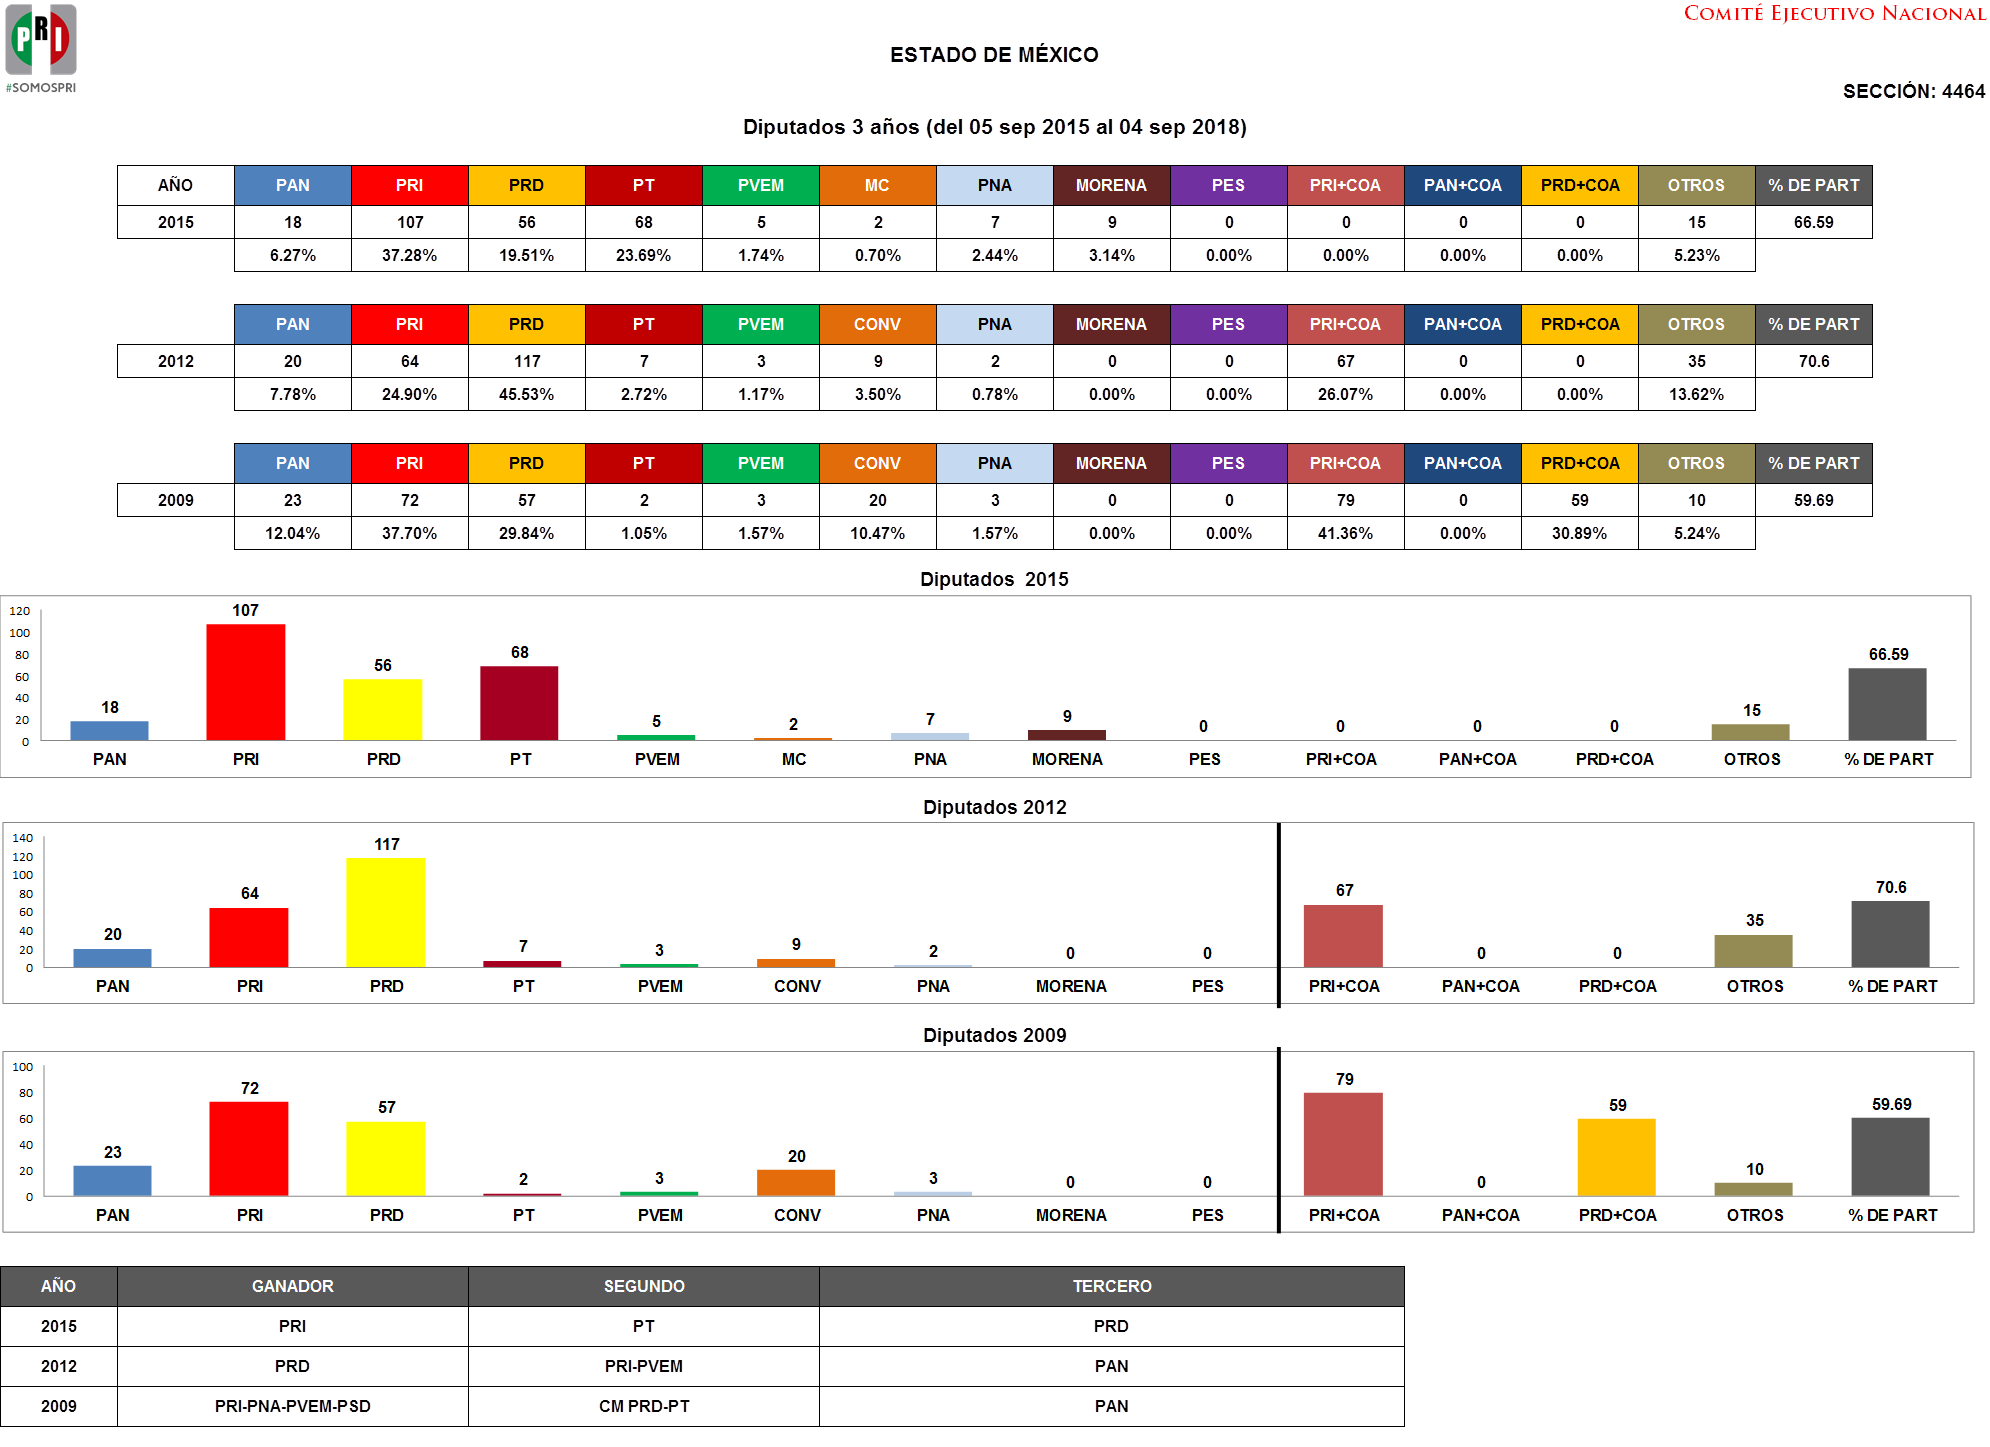 PRI
#SOMOSPRI
COMITÉ EJECUTIVO NACIONAL
ESTADO DE MÉXICO
SECCIÓN: 4464
Diputados 3 años (del 05 sep 2015 al 04 sep 2018)
AÑO PAN PRI PRD PT PVEM MC PNA MORENA PES PRI+COA PAN+COA PRD+COA OTROS % DE PART
2015 18 107 56 68 5 2 7 9 0 0 0 0 15 66.59
6.27% 37.28% 19.51% 23.69% 1.74% 0.70% 2.44% 3.14% 0.00% 0.00% 0.00% 0.00% 5.23%
PAN PRI PRD PT PVEM CONV PNA MORENA PES PRI+COA PAN+COA PRD+COA OTROS % DE PART
2012 20 64 117 7 3 9 2 0 0 67 0 0 35 70.6
7.78% 24.90% 45.53% 2.72% 1.17% 3.50% 0.78% 0.00% 0.00% 26.07% 0.00% 0.00% 13.62%
PAN PRI PRD PT PVEM CONV PNA MORENA PES PRI+COA PAN+COA PRD+COA OTROS % DE PART
2009 23 72 57 2 3 20 3 0 0 79 0 59 10 59.69
12.04% 37.70% 29.84% 1.05% 1.57% 10.47% 1.57% 0.00% 0.00% 41.36% 0.00% 30.89% 5.24%
Diputados 2015
120
100
80
60
40
20
0
18 107 56 68 5 2 7 9 0 0 0 0 15 66.59
PAN PRI PRD PT PVEM MC PNA MORENA PES PRI+COA PAN+COA PRD+COA OTROS % DE PART
Diputados 2012
140
120
100
80
60
40
20
0
20 64 117 7 3 9 2 0 0 67 0 0 35 70.6
PAN PRI PRD PT PVEM CONV PNA MORENA PES PRI+COA PAN+COA PRD+COA OTROS % DE PART
Diputados 2009
100
80
60
40
20
0
23 72 57 2 3 20 3 0 0 79 0 59 10 59.69
PAN PRI PRD PT PVEM CONV PNA MORENA PES PRI+COA PAN+COA PRD+COA OTROS % DE PART
AÑO GANADOR SEGUNDO TERCERO
2015 PRI PT PRD
2012 PRD PRI-PVEM PAN
2009 PRI-PNA-PVEM-PSD CM PRD-PT PAN